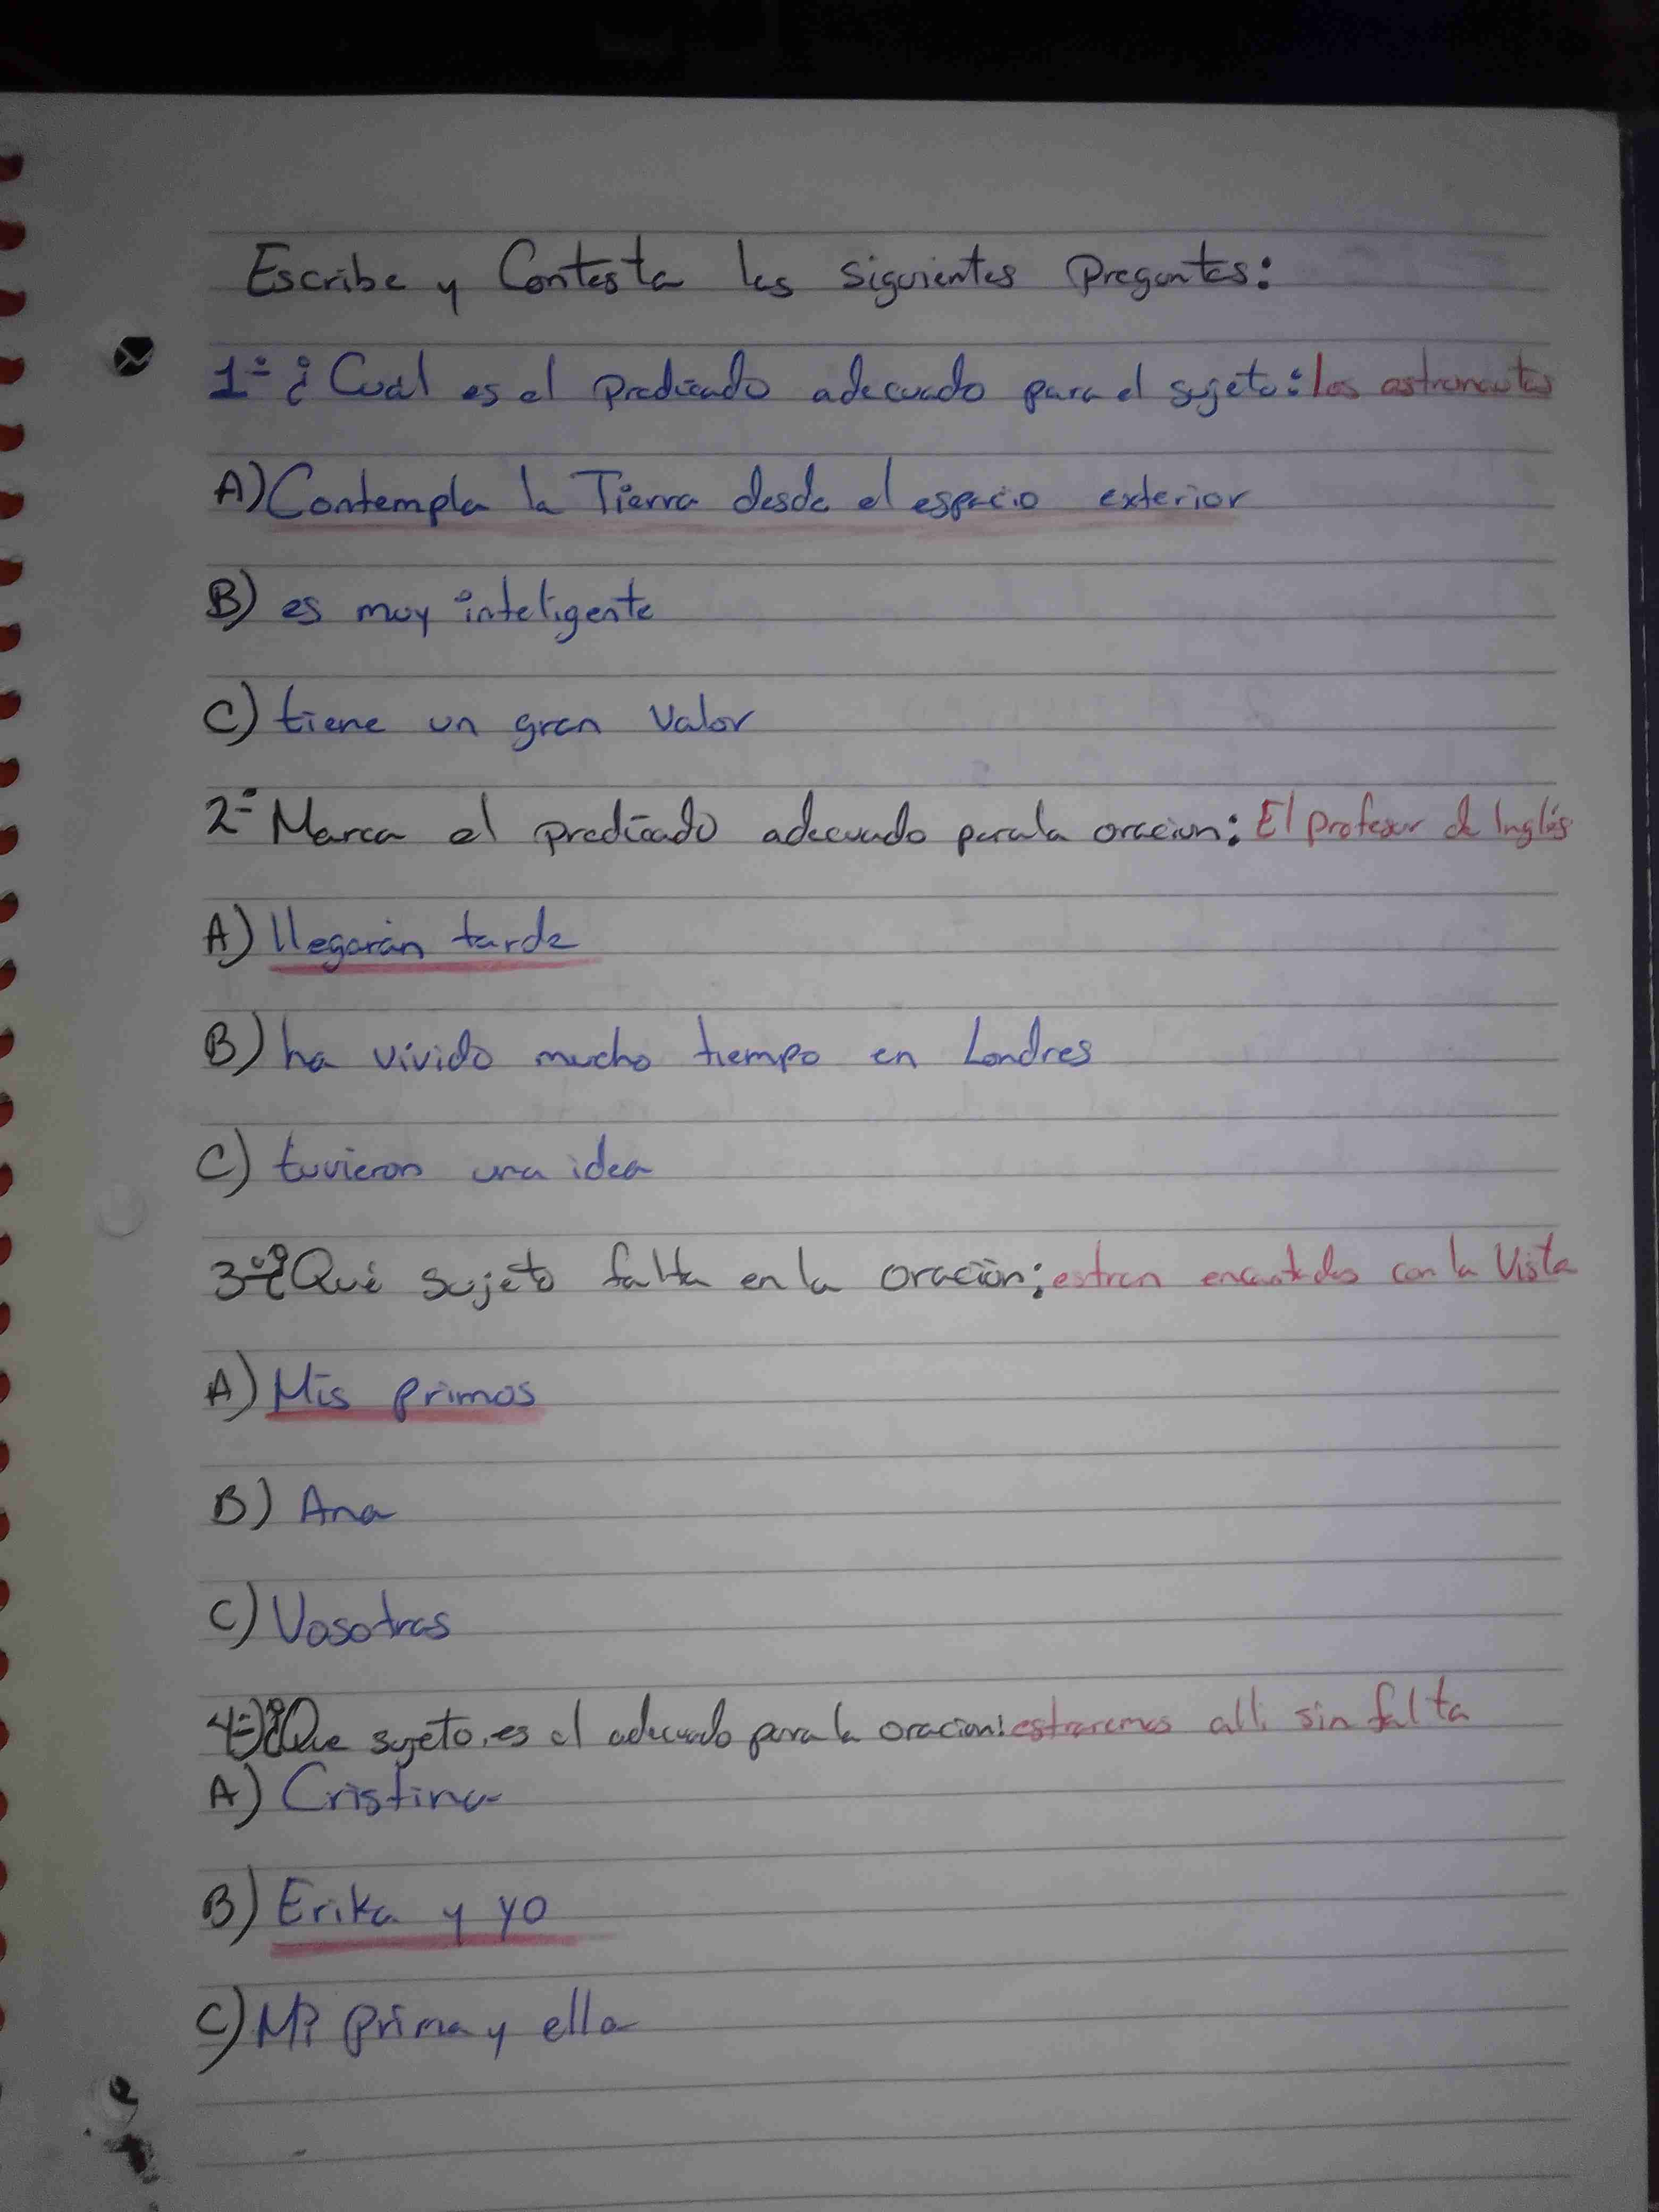 Escribe y Contesta las siguientes Preguntas:
1- ¿Cual es el Predicado adecuado para el sujeto: los astronautas
A) Contempla la Tierra desde el espacio exterior
B) es muy inteligente
C) tiene un gran valor
2- Marca el predicado adecuado para la oracion: El profesor de Inglés
A) llegarán tarde
B) ha vivido mucho tiempo en Londres
C) tuvieron una idea
3- ¿Qué sujeto falta en la oración: estran encantados con la Vista
A) Mis primos
B) Ana
C) Vosotras
4-) ¿Que sujeto es el adecuado para la oracion: estraremos alli sin falta
A) Cristina
B) Erika y yo
C) Mi prima y ella